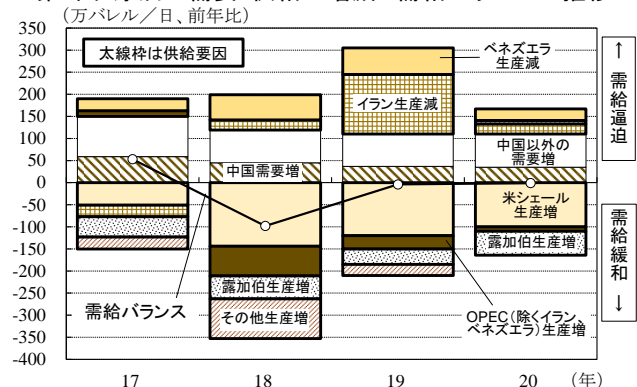 (万バレル／日、前年比)
350
300
250
200
150
100
50
0
-50
-100
-150
-200
-250
-300
-350
-400
太線枠は供給要因
ベネズエラ
生産減
イラン生産減
中国以外の
需要増
中国需要増
米シェール
生産増
露加伯生産増
露加伯生産増
その他生産増
需給バランス
OPEC(除くイラン、
ベネズエラ)生産増
↑需給逼迫
需給緩和↓
17
18
19
20
(年)